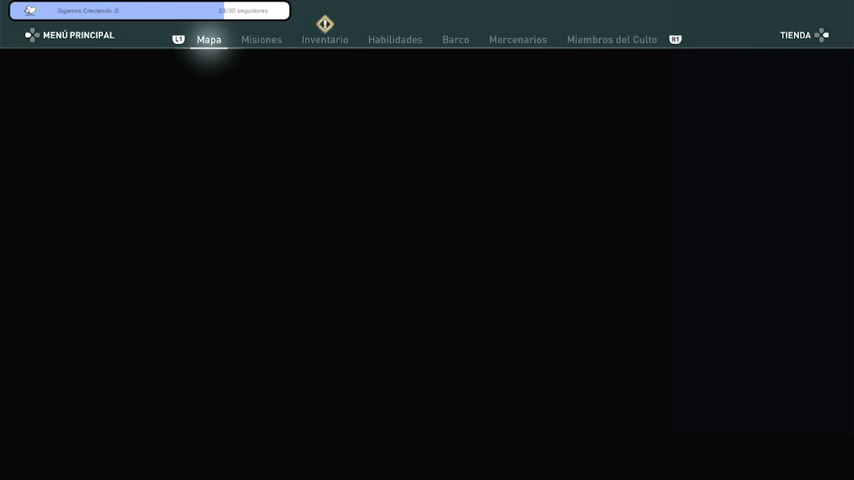 Sigamos Creciendo :D 23/30 seguidores
MENÚ PRINCIPAL L1 Mapa Misiones Inventario Habilidades Barco Mercenarios Miembros del Culto R1 TIENDA